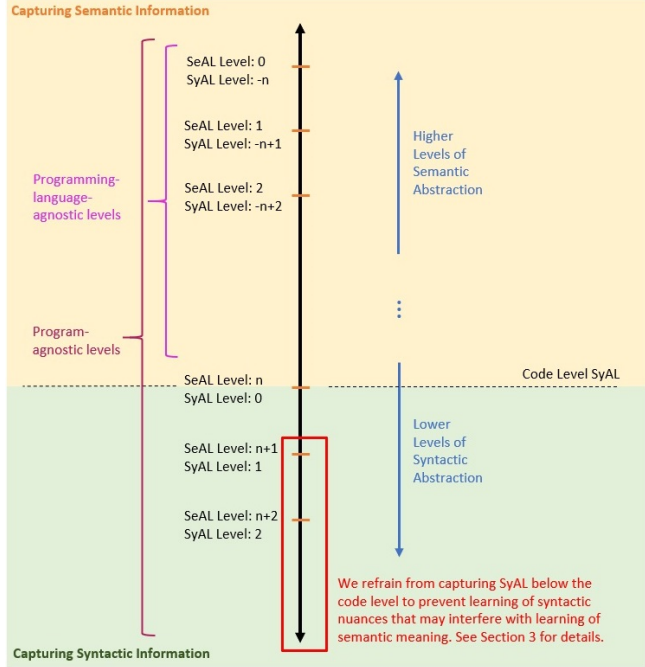 Capturing Semantic Information
SeAL Level: 0
SyAL Level: -n
SeAL Level: 1
SyAL Level: -n+1
SeAL Level: 2
SyAL Level: -n+2
Higher
Levels of
Semantic
Abstraction
Programming-
language-
agnostic levels
Program-
agnostic levels
Code Level SyAL
SeAL Level: n
SyAL Level: 0
Lower
Levels of
Syntactic
Abstraction
SeAL Level: n+1
SyAL Level: 1
SeAL Level: n+2
SyAL Level: 2
We refrain from capturing SyAL below the
code level to prevent learning of syntactic
nuances that may interfere with learning of
semantic meaning. See Section 3 for details.
Capturing Syntactic Information